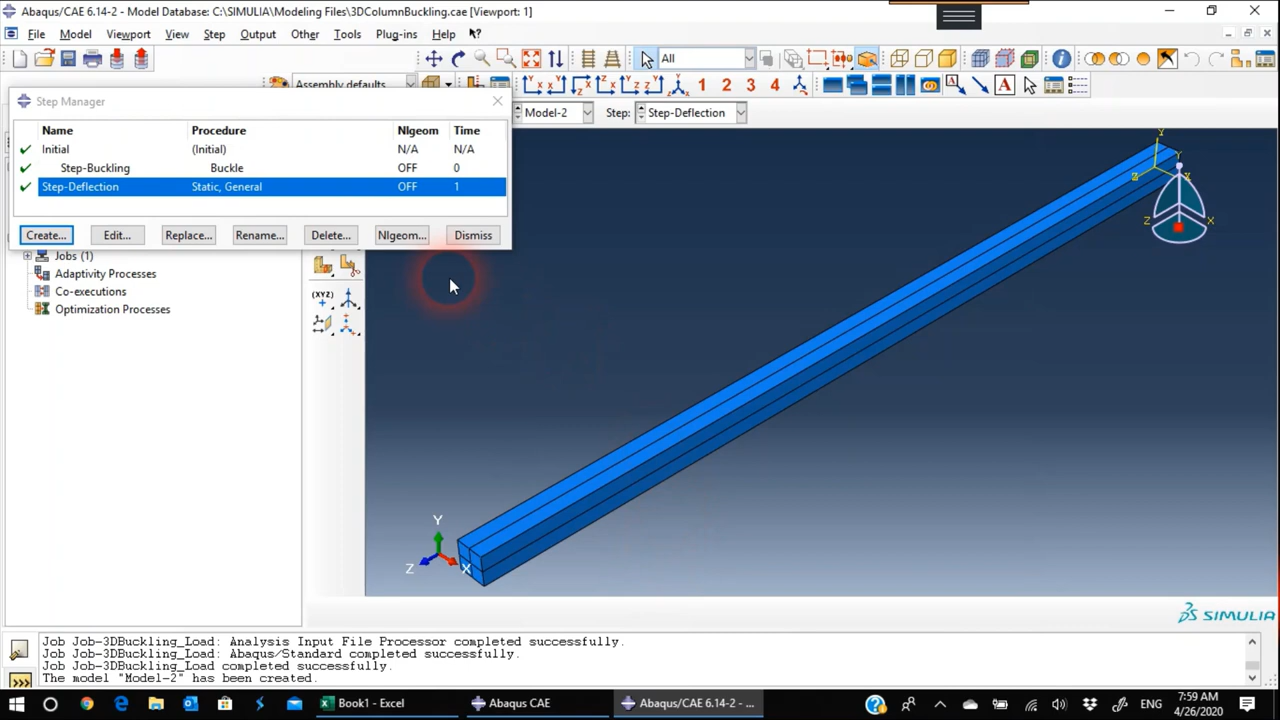 Abaqus/CAE 6.14-2 - Model Database: C:\SIMULIA\Modeling Files\3DColumnBuckling.cae [Viewport: 1]
File Model Viewport View Step Output Other Tools Plug-ins Help
All
Assembly defaults
1 2 3 4
A
Model-2 Step: Step-Deflection
Step Manager
Name Procedure Nlgeom Time
Initial (Initial) N/A N/A
Step-Buckling Buckle OFF 0
Step-Deflection Static, General OFF 1
Create... Edit... Replace... Rename... Delete... Nlgeom... Dismiss
Jobs (1)
Adaptivity Processes
Co-executions
Optimization Processes
(XYZ)
Y
Y
Z X
Z X
Y
Z X
SIMULIA
Job Job-3DBuckling_Load: Analysis Input File Processor completed successfully.
Job Job-3DBuckling_Load: Abaqus/Standard completed successfully.
Job Job-3DBuckling_Load completed successfully.
The model "Model-2" has been created.
Book1 - Excel
Abaqus CAE
Abaqus/CAE 6.14-2 - ...
ENG
7:59 AM
4/26/2020